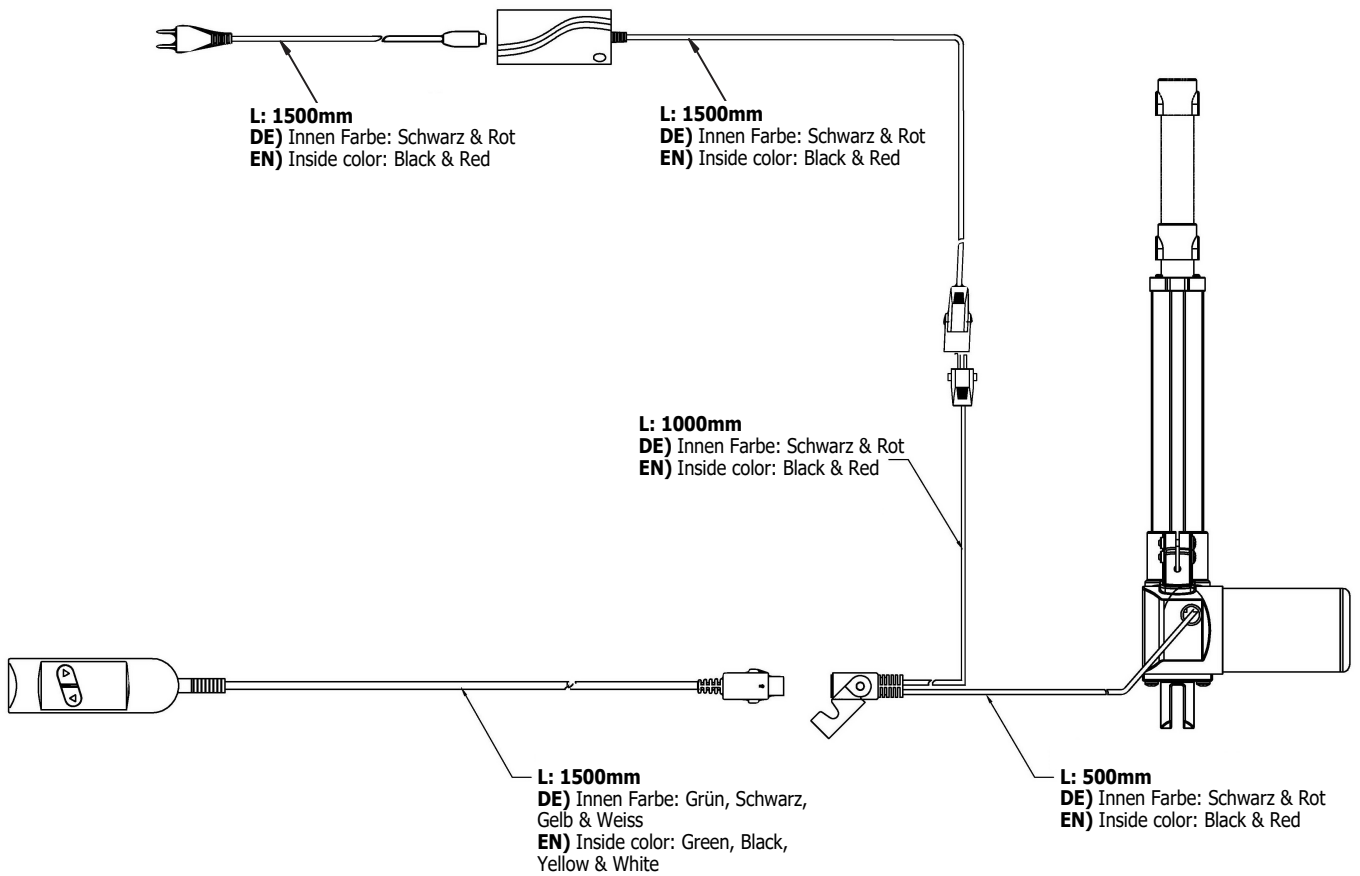 L: 1500mm
DE) Innen Farbe: Schwarz & Rot
EN) Inside color: Black & Red
L: 1500mm
DE) Innen Farbe: Schwarz & Rot
EN) Inside color: Black & Red
L: 1000mm
DE) Innen Farbe: Schwarz & Rot
EN) Inside color: Black & Red
L: 1500mm
DE) Innen Farbe: Grün, Schwarz,
Gelb & Weiss
EN) Inside color: Green, Black,
Yellow & White
L: 500mm
DE) Innen Farbe: Schwarz & Rot
EN) Inside color: Black & Red